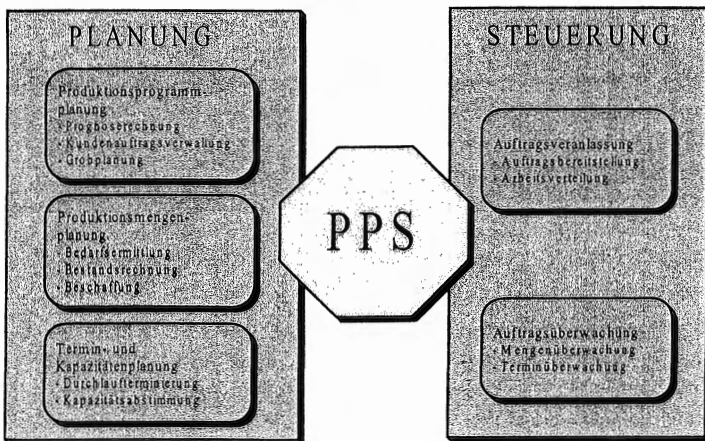 PLANUNG
Produktionsprogramm-
planung
• Prognoserechnung
• Kundenauftragsverwaltung
• Grobplanung
Produktionsmengen-
planung
• Bedarfsermittlung
• Bestandsrechnung
• Beschaffung
Termin- und
Kapazitätenplanung
• Durchlaufterminierung
• Kapazitätsabstimmung
PPS
STEUERUNG
Auftragsveranlassung
• Auftragsbereitstellung
• Arbeitsverteilung
Auftragsüberwachung
• Mengenüberwachung
• Terminüberwachung